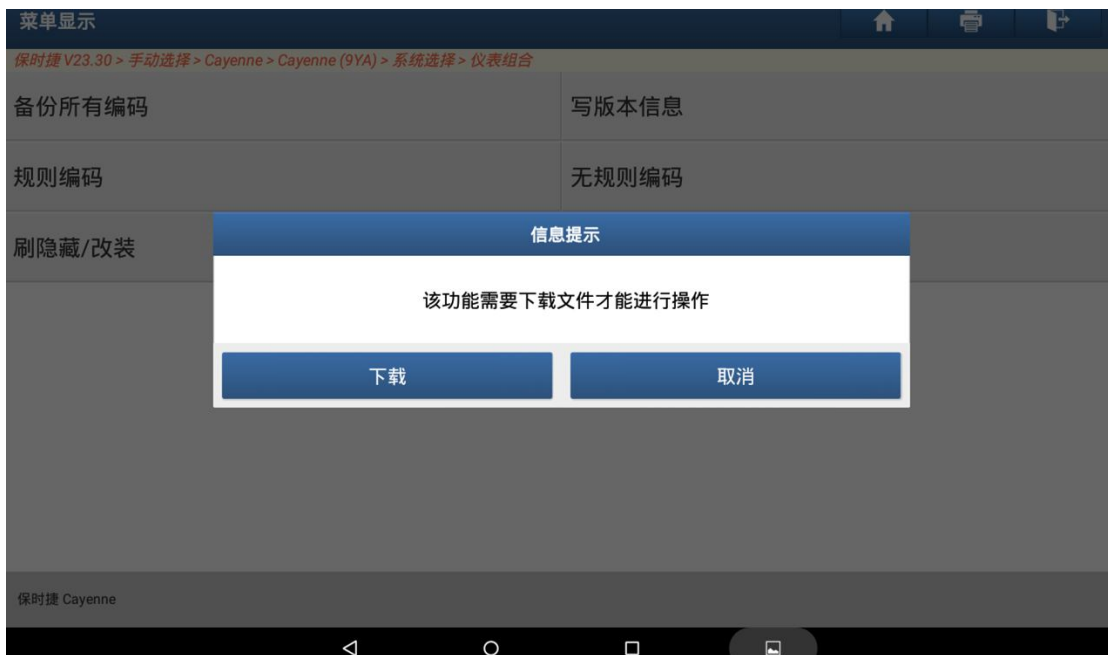 菜单显示
保时捷 V23.30 > 手动选择 > Cayenne > Cayenne (9YA) > 系统选择 > 仪表组合
备份所有编码
写版本信息
规则编码
无规则编码
刷隐藏/改装
信息提示
该功能需要下载文件才能进行操作
下载
取消
保时捷 Cayenne